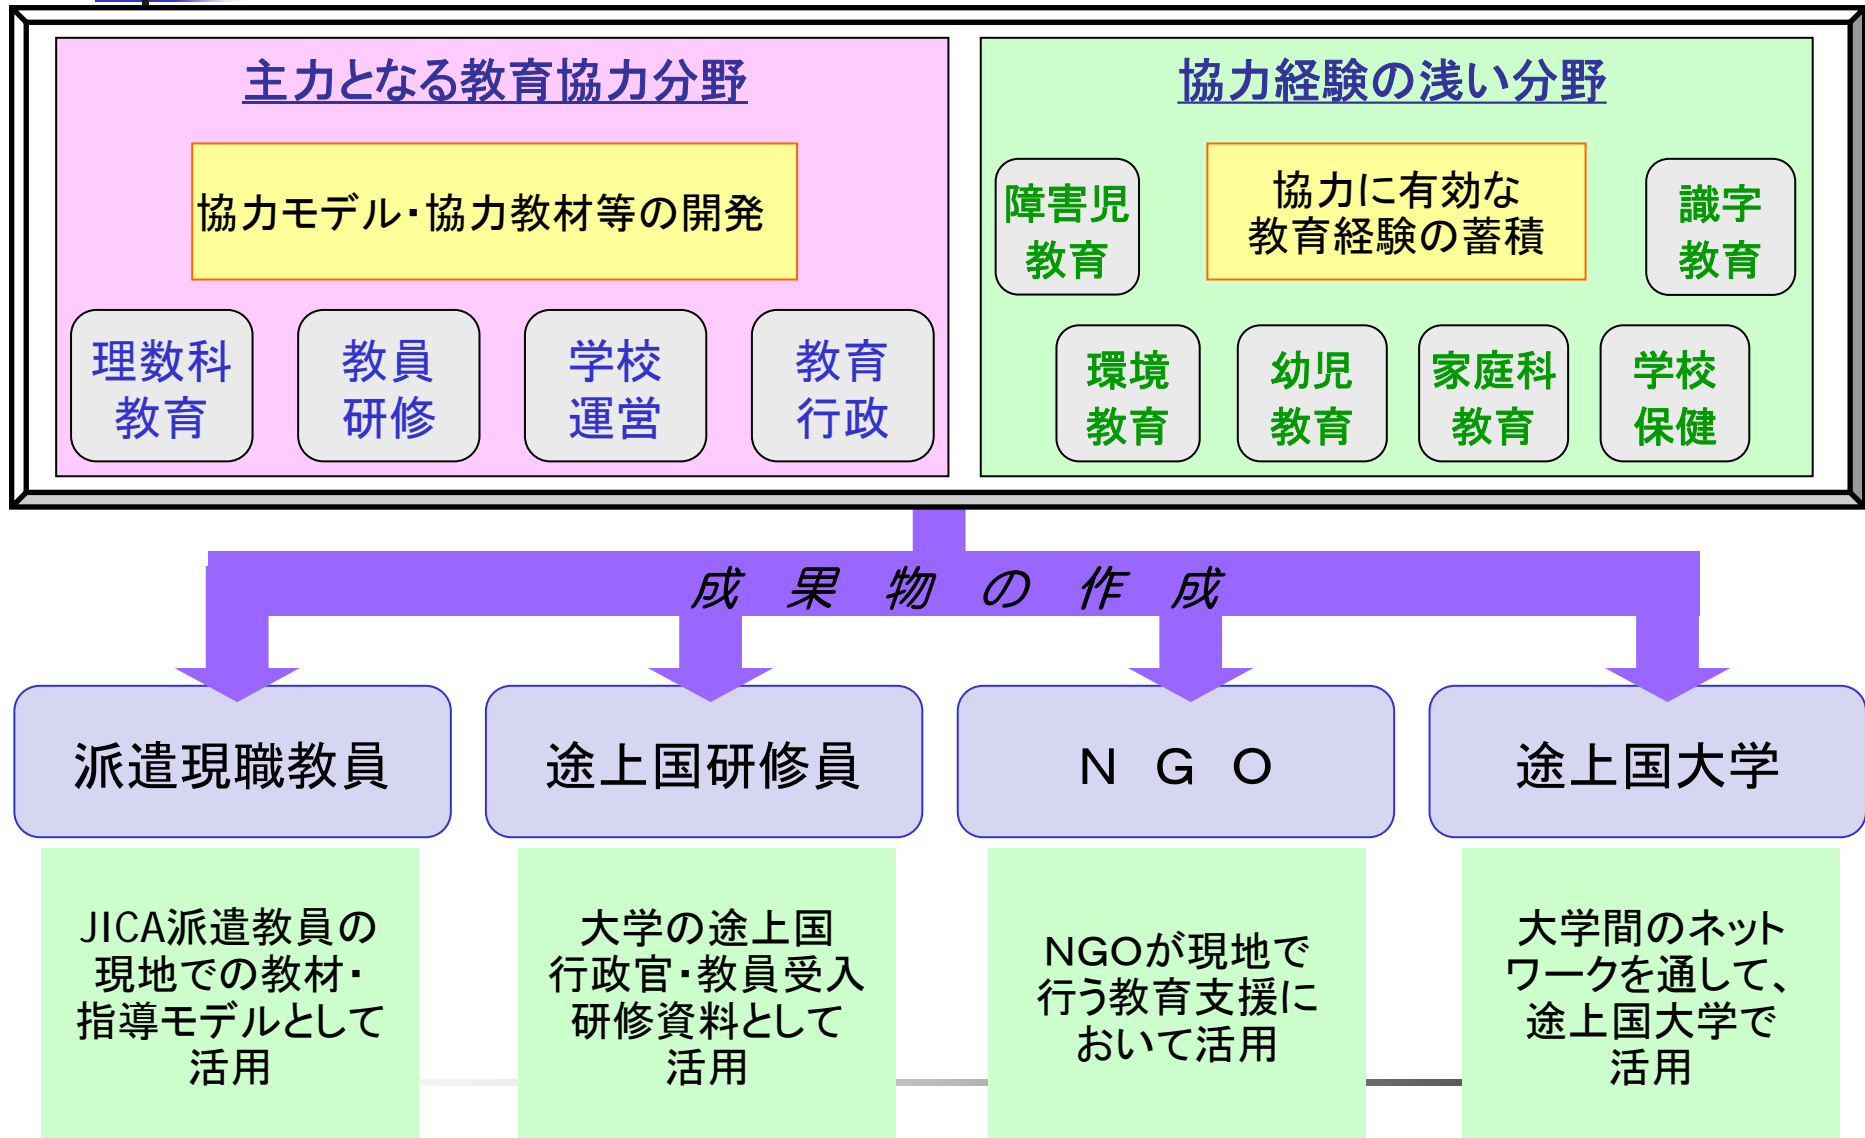 主力となる教育協力分野
協力モデル・協力教材等の開発
理数科
教育
教員
研修
学校
運営
教育
行政
協力経験の浅い分野
障害児
教育
協力に有効な
教育経験の蓄積
識字
教育
環境
教育
幼児
教育
家庭科
教育
学校
保健
成果物の作成
派遣現職教員
途上国研修員
ＮＧＯ
途上国大学
JICA派遣教員の
現地での教材・
指導モデルとして
活用
大学の途上国
行政官・教員受入
研修資料として
活用
ＮＧＯが現地で
行う教育支援に
おいて活用
大学間のネット
ワークを通して、
途上国大学で
活用